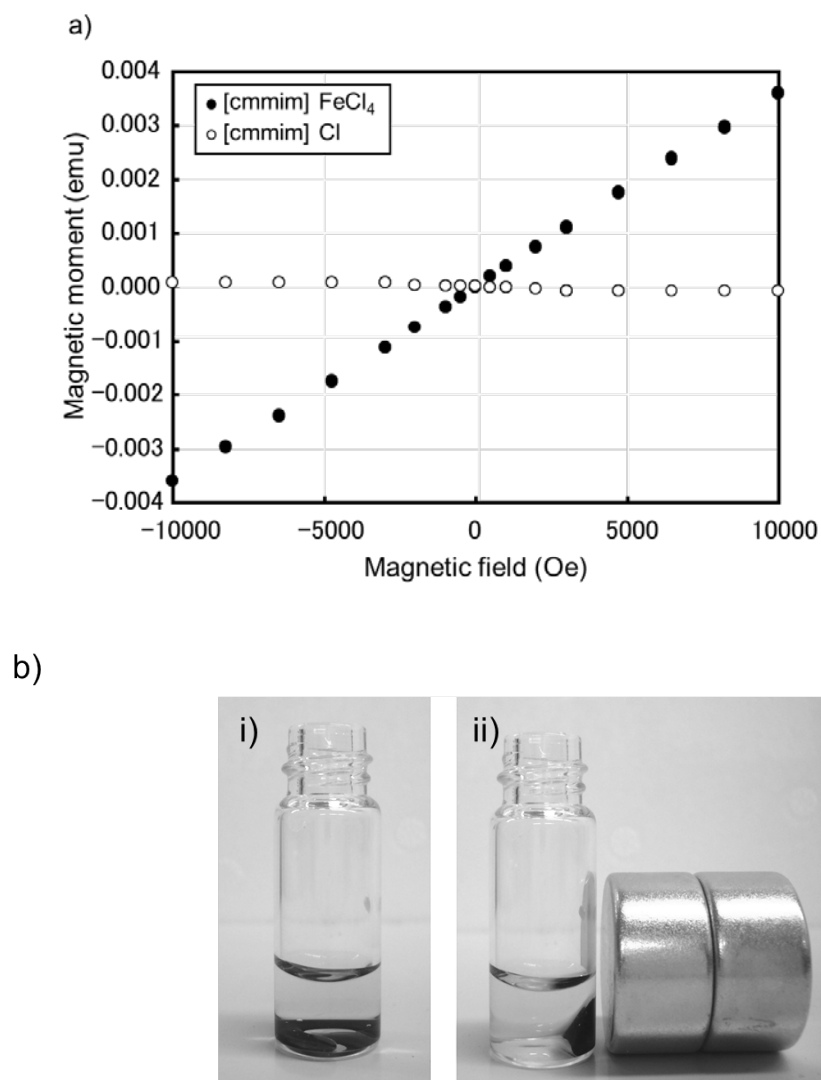 a)
0.004
0.003
0.002
0.001
0.000
−0.001
−0.002
−0.003
−0.004
Magnetic moment (emu)
[cmmim] FeCl₄
[cmmim] Cl
−10000 −5000 0 5000 10000
Magnetic field (Oe)
b)
i) ii)